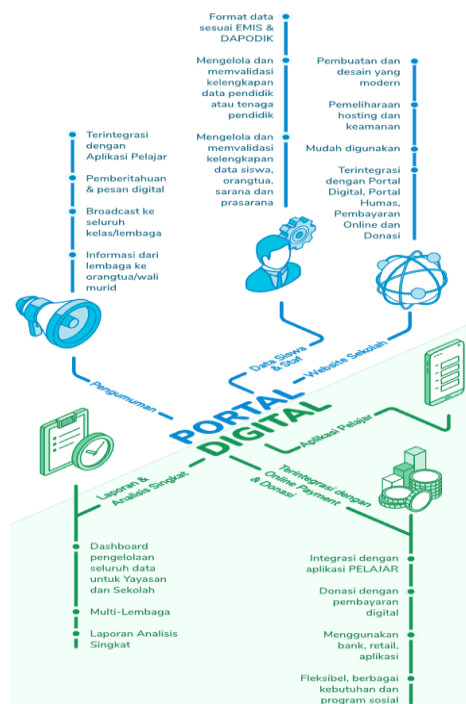 Format data
sesuai EMIS &
DAPODIK
Mengelola dan
memvalidasi
kelengkapan
data pendidik
atau tenaga
pendidik
Mengelola dan
memvalidasi
kelengkapan
data siswa,
orangtua,
sarana dan
prasarana
Pembuatan dan
desain yang
modern
Pemeliharaan
hosting dan
keamanan
Mudah digunakan
Terintegrasi
dengan Portal
Digital, Portal
Humas,
Pembayaran
Online dan
Donasi
Terintegrasi
dengan
Aplikasi Pelajar
Pemberitahuan
& pesan digital
Broadcast ke
seluruh
kelas/lembaga
Informasi dari
lembaga ke
orangtua/wali
murid
Pengumuman
Data Siswa
& Staf
Website Sekolah
PORTAL
DIGITAL
Aplikasi Pelajar
Laporan &
Analisis Singkat
Terintegrasi dengan
Online Payment
& Donasi
Dashboard
pengelolaan
seluruh data
untuk Yayasan
dan Sekolah
Multi-Lembaga
Laporan Analisis
Singkat
Integrasi dengan
aplikasi PELAJAR
Donasi dengan
pembayaran
digital
Menggunakan
bank, retail,
aplikasi
Fleksibel, berbagai
kebutuhan dan
program sosial